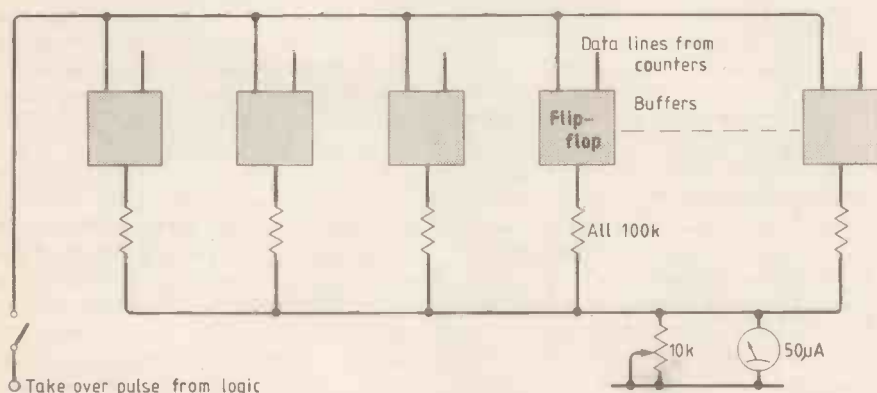 Data lines from
counters
Buffers
Flip-
flop
All 100k
10k
50µA
Take over pulse from logic